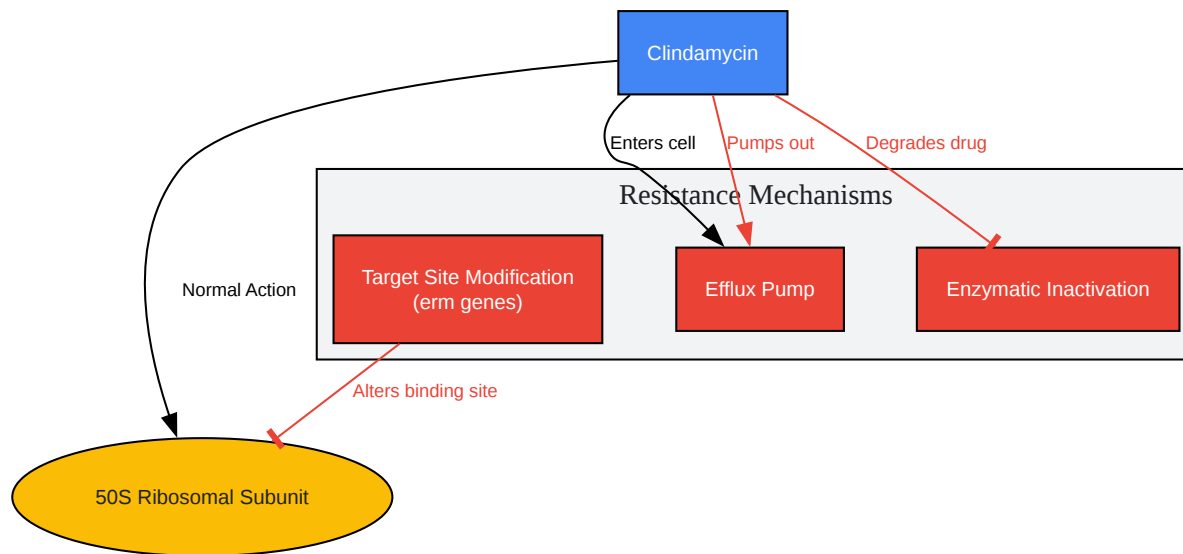 Clindamycin
Enters cell
Pumps out
Degrades drug
Resistance Mechanisms
Target Site Modification
(erm genes)
Efflux Pump
Enzymatic Inactivation
Normal Action
Alters binding site
50S Ribosomal Subunit